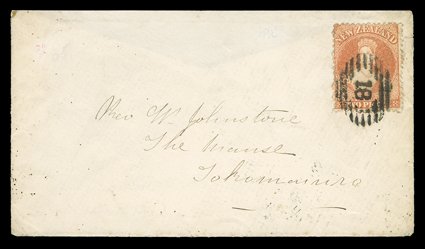 NEW ZEALAND
18
Rev W. Johnstone
The Manse
Tokomairiro